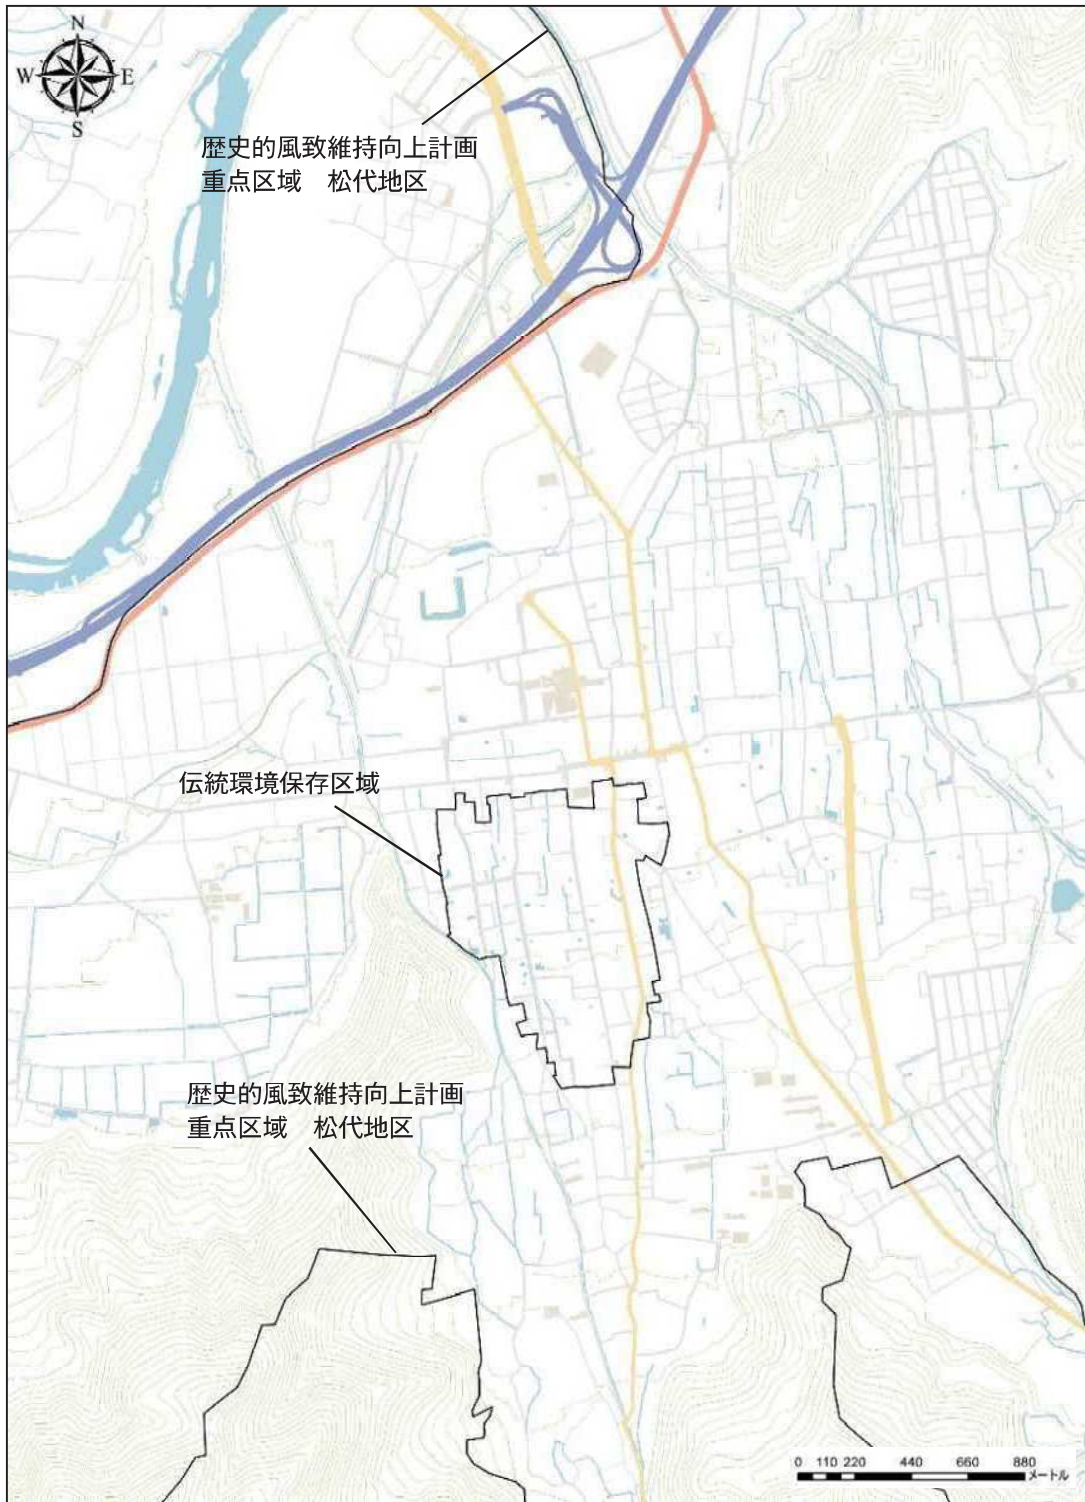 N
W E
S
歴史的風致維持向上計画
重点区域　松代地区
伝統環境保存区域
歴史的風致維持向上計画
重点区域　松代地区
0 110 220 440 660 880
メートル